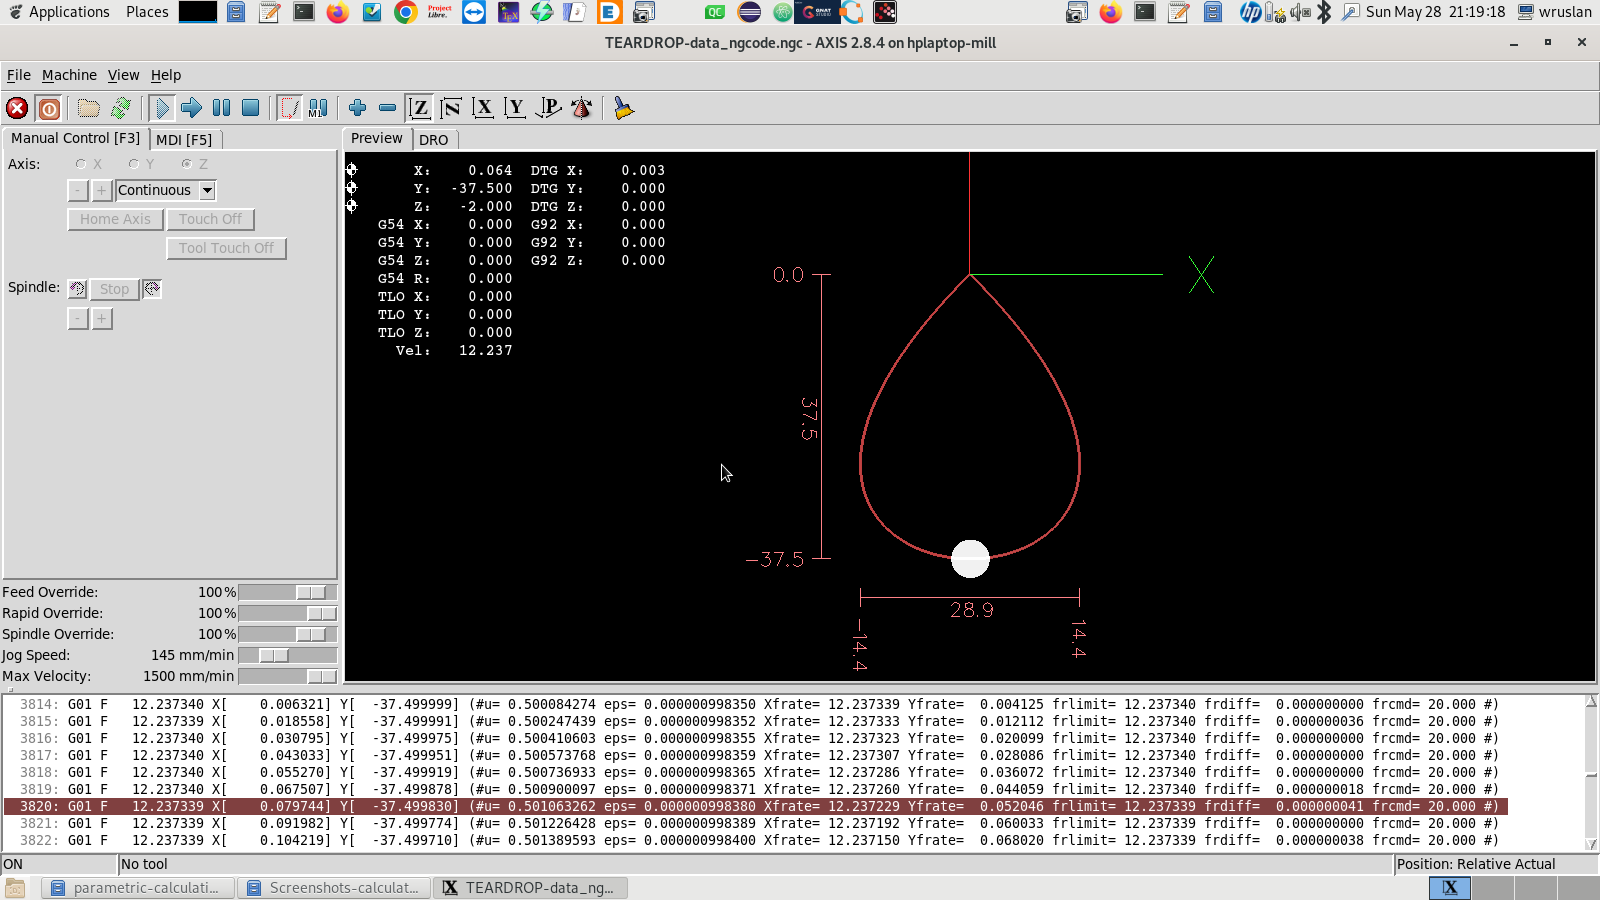 Applications Places Project Libre. TEX E QC GNAT STUDIO hp Sun May 28 21:19:18 wruslan
TEARDROP-data_ngcode.ngc - AXIS 2.8.4 on hplaptop-mill
File Machine View Help
M1 Z N X Y P
Manual Control [F3] MDI [F5] Preview DRO
Axis: X Y Z
- + Continuous
Home Axis Touch Off
Tool Touch Off
Spindle: Stop
- +
X: 0.064 DTG X: 0.003
Y: -37.500 DTG Y: 0.000
Z: -2.000 DTG Z: 0.000
G54 X: 0.000 G92 X: 0.000
G54 Y: 0.000 G92 Y: 0.000
G54 Z: 0.000 G92 Z: 0.000
G54 R: 0.000
TLO X: 0.000
TLO Y: 0.000
TLO Z: 0.000
Vel: 12.237
0.0
X
37.5
-37.5
28.9
-14.4 14.4
Feed Override: 100 %
Rapid Override: 100 %
Spindle Override: 100 %
Jog Speed: 145 mm/min
Max Velocity: 1500 mm/min
3814: G01 F 12.237340 X[ 0.006321] Y[ -37.499999] (#u= 0.500084274 eps= 0.000000998350 Xfrate= 12.237339 Yfrate= 0.004125 frlimit= 12.237340 frdiff= 0.000000000 frcmd= 20.000 #)
3815: G01 F 12.237340 X[ 0.018558] Y[ -37.499991] (#u= 0.500247439 eps= 0.000000998352 Xfrate= 12.237333 Yfrate= 0.012112 frlimit= 12.237340 frdiff= 0.000000036 frcmd= 20.000 #)
3816: G01 F 12.237340 X[ 0.030795] Y[ -37.499975] (#u= 0.500410603 eps= 0.000000998355 Xfrate= 12.237323 Yfrate= 0.020099 frlimit= 12.237340 frdiff= 0.000000000 frcmd= 20.000 #)
3817: G01 F 12.237340 X[ 0.043033] Y[ -37.499951] (#u= 0.500573768 eps= 0.000000998359 Xfrate= 12.237307 Yfrate= 0.028086 frlimit= 12.237340 frdiff= 0.000000000 frcmd= 20.000 #)
3818: G01 F 12.237340 X[ 0.055270] Y[ -37.499919] (#u= 0.500736933 eps= 0.000000998365 Xfrate= 12.237286 Yfrate= 0.036072 frlimit= 12.237340 frdiff= 0.000000000 frcmd= 20.000 #)
3819: G01 F 12.237340 X[ 0.067507] Y[ -37.499878] (#u= 0.500900097 eps= 0.000000998371 Xfrate= 12.237260 Yfrate= 0.044059 frlimit= 12.237340 frdiff= 0.000000018 frcmd= 20.000 #)
3820: G01 F 12.237339 X[ 0.079744] Y[ -37.499830] (#u= 0.501063262 eps= 0.000000998380 Xfrate= 12.237229 Yfrate= 0.052046 frlimit= 12.237339 frdiff= 0.000000041 frcmd= 20.000 #)
3821: G01 F 12.237339 X[ 0.091982] Y[ -37.499774] (#u= 0.501226428 eps= 0.000000998389 Xfrate= 12.237192 Yfrate= 0.060033 frlimit= 12.237339 frdiff= 0.000000000 frcmd= 20.000 #)
3822: G01 F 12.237339 X[ 0.104219] Y[ -37.499710] (#u= 0.501389593 eps= 0.000000998400 Xfrate= 12.237150 Yfrate= 0.068020 frlimit= 12.237339 frdiff= 0.000000038 frcmd= 20.000 #)
ON No tool Position: Relative Actual
parametric-calculati... Screenshots-calculat... X TEARDROP-data_ng... X